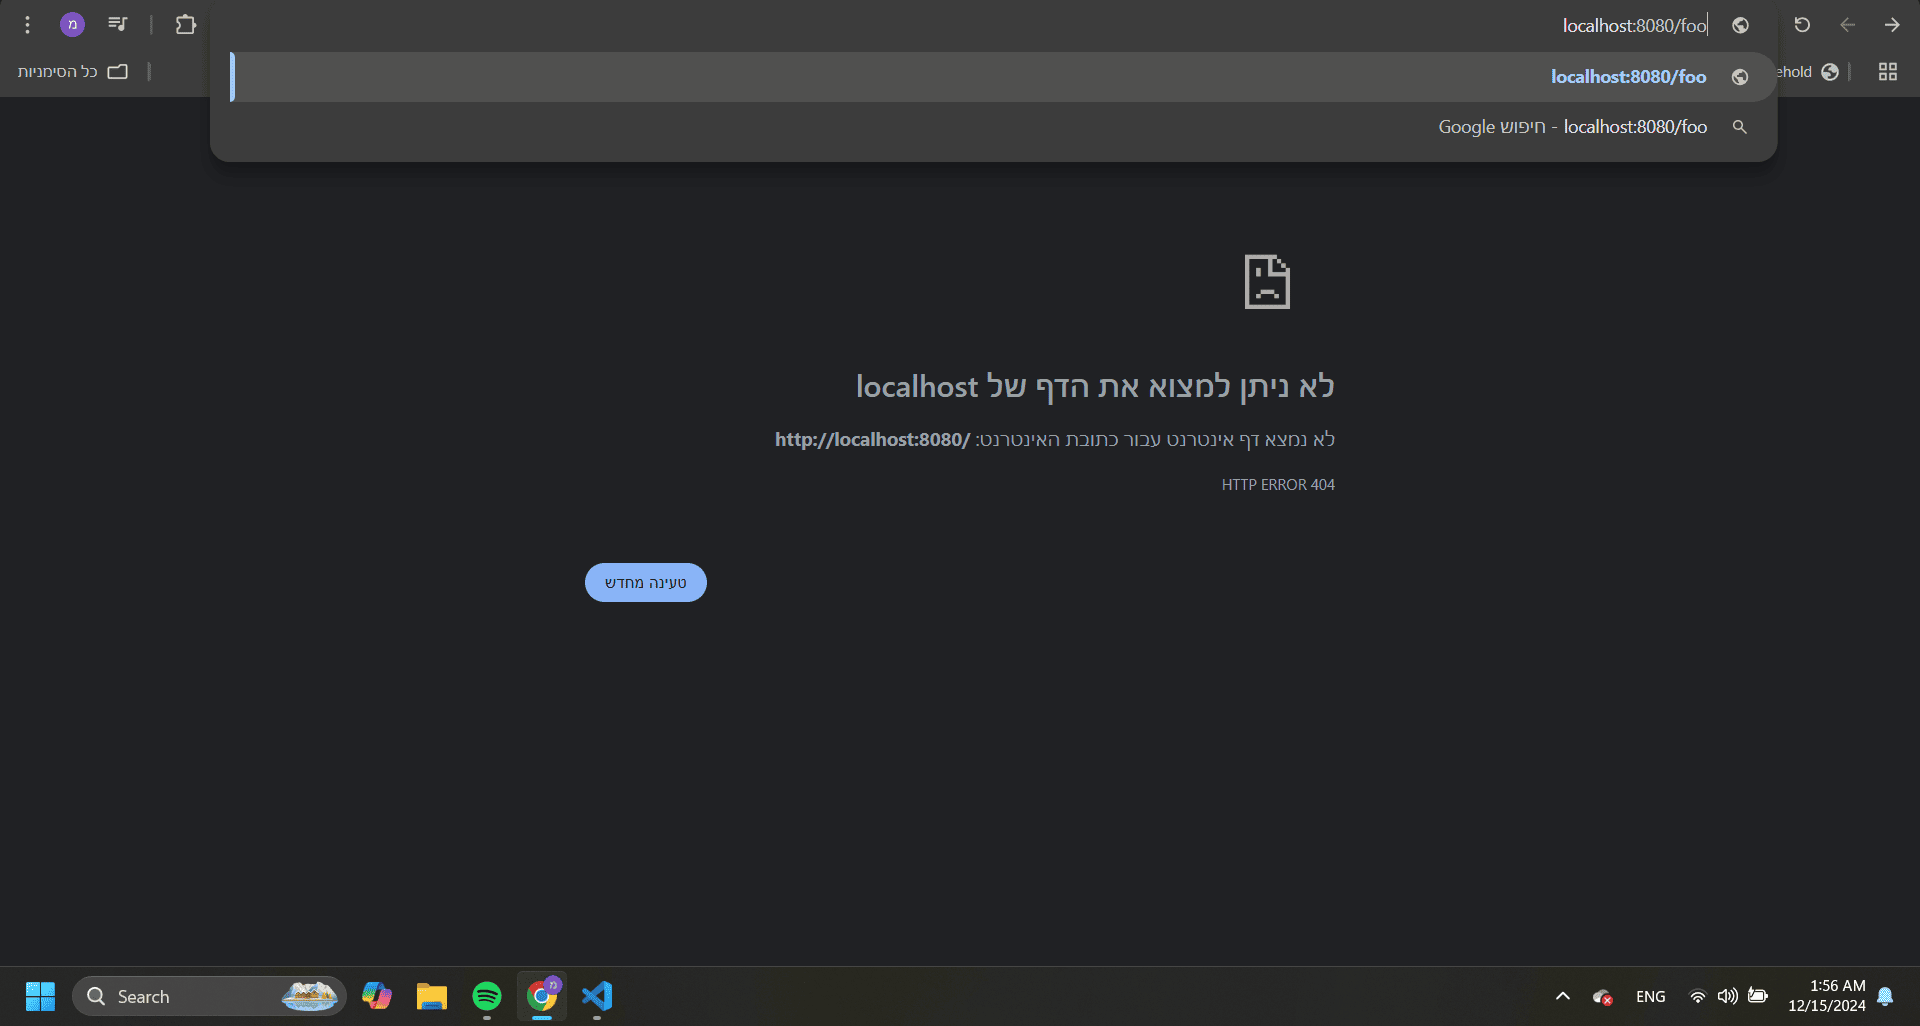 localhost:8080/foo
מ
ehold
כל הסימניות
localhost:8080/foo
localhost:8080/foo - חיפוש Google
לא ניתן למצוא את הדף של localhost
לא נמצא דף אינטרנט עבור כתובת האינטרנט: http://localhost:8080/
HTTP ERROR 404
טעינה מחדש
Search
מ
ENG
1:56 AM
12/15/2024